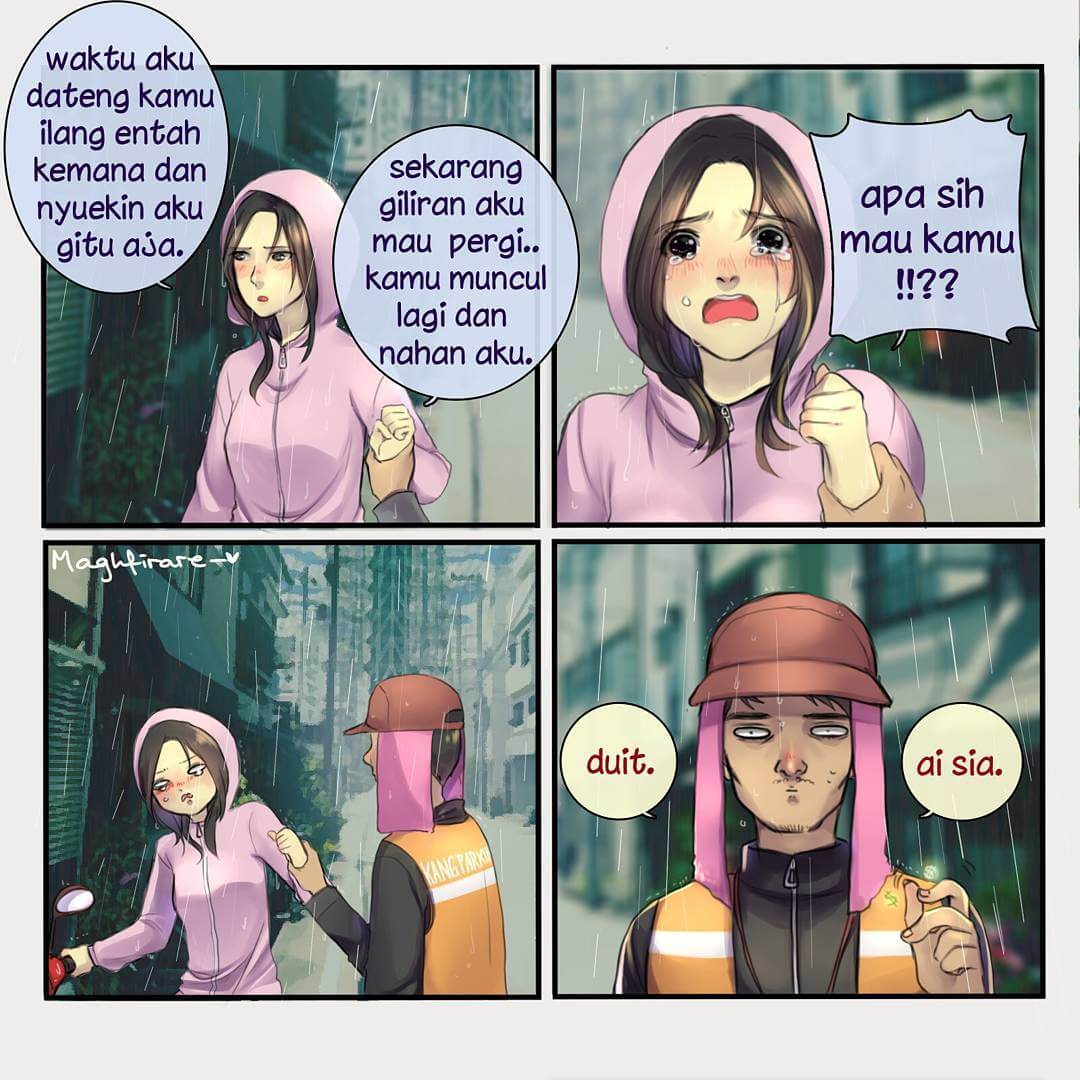 waktu aku
dateng kamu
ilang entah
kemana dan
nyuekin aku
gitu aja.
sekarang
giliran aku
mau pergi..
kamu muncul
lagi dan
nahan aku.
apa sih
mau kamu
!!??
Maghfirare
KANG PARKIR
duit.
ai sia.
$
$